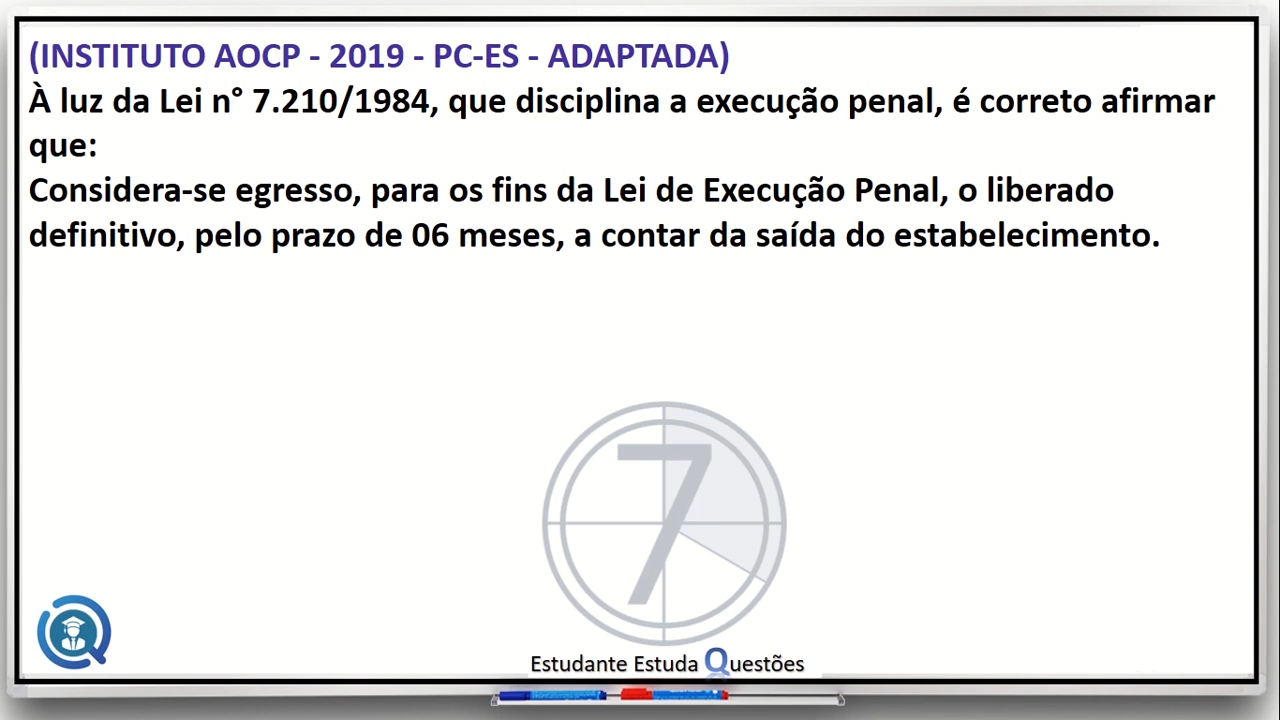 (INSTITUTO AOCP - 2019 - PC-ES - ADAPTADA)
À luz da Lei n° 7.210/1984, que disciplina a execução penal, é correto afirmar
que:
Considera-se egresso, para os fins da Lei de Execução Penal, o liberado
definitivo, pelo prazo de 06 meses, a contar da saída do estabelecimento.
7
Estudante Estuda Questões